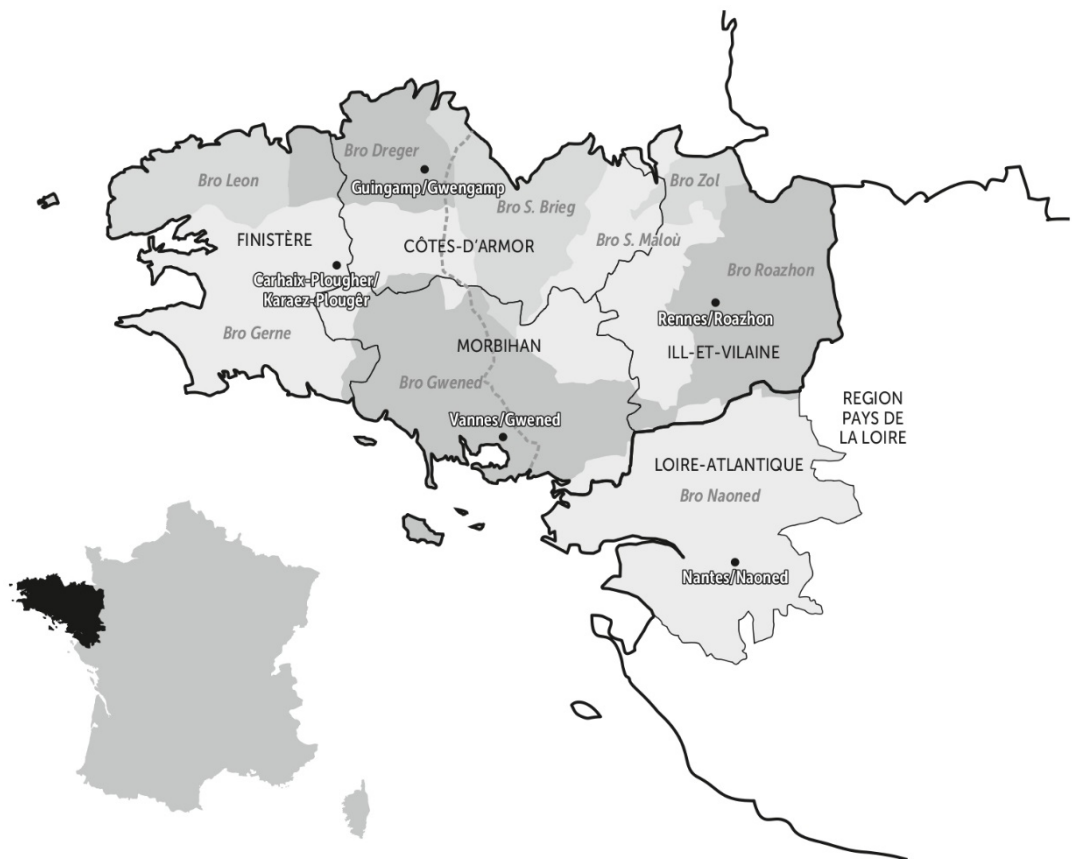 Bro Dreger
Guingamp/Gwengamp
Bro Leon
Bro Zol
Bro S. Brieg
FINISTÈRE
CÔTES-D'ARMOR
Bro S. Maloù
Carhaix-Plougher/
Karaez-Plougêr
Bro Roazhon
Rennes/Roazhon
Bro Gerne
MORBIHAN
ILL-ET-VILAINE
Bro Gwened
REGION
PAYS DE
LA LOIRE
Vannes/Gwened
LOIRE-ATLANTIQUE
Bro Naoned
Nantes/Naoned